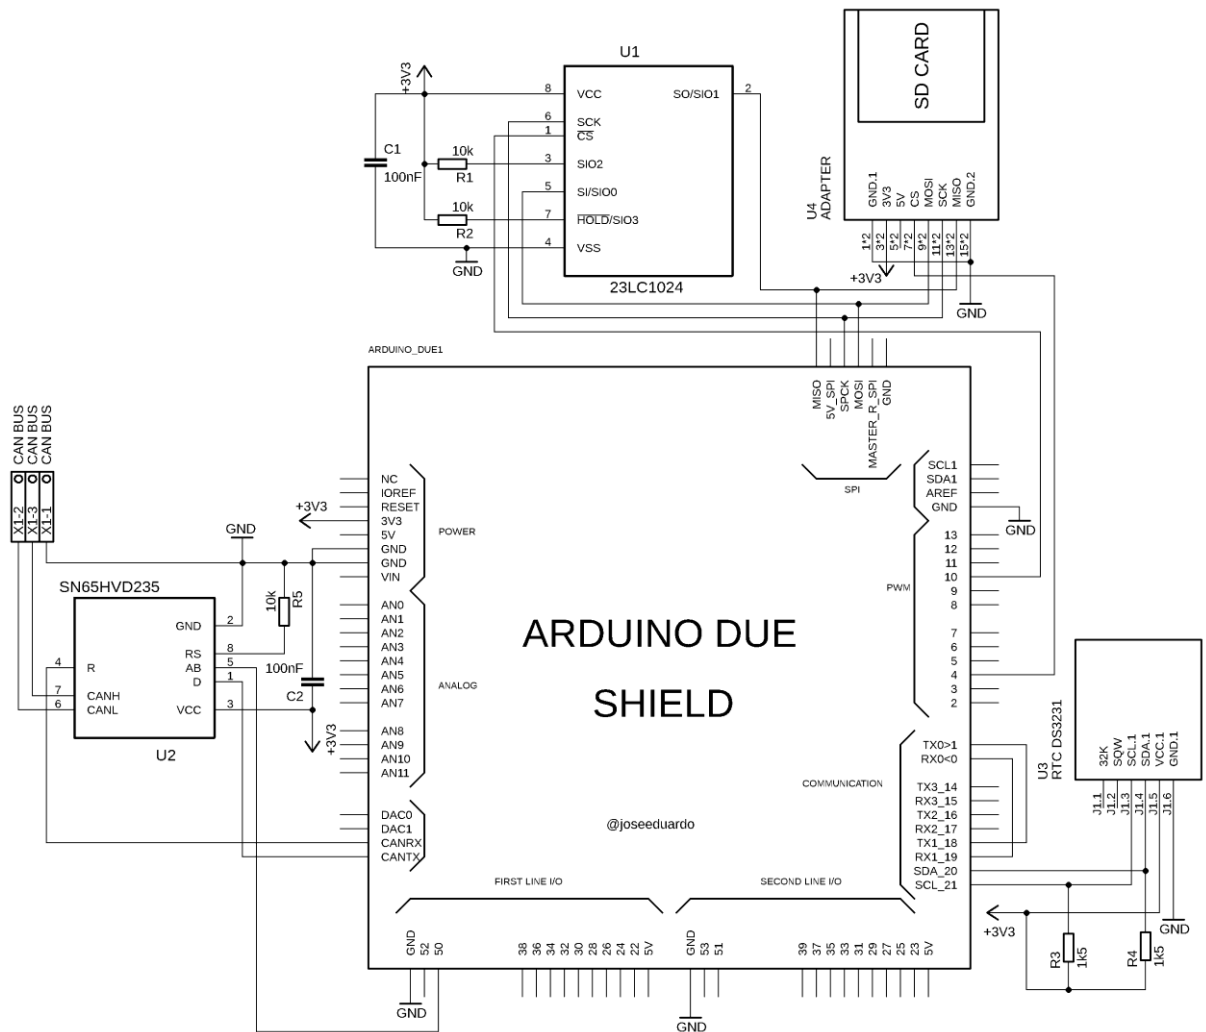 U1
+3V3
8
VCC
SO/SIO1
2
6
SCK
1
CS
C1
100nF
10k
R1
3
SIO2
5
SI/SIO0
10k
R2
7
HOLD/SIO3
4
VSS
GND
23LC1024
SD CARD
U4
ADAPTER
GND.1
3V3
5V
CS
MOSI
SCK
MISO
GND.2
1*2
3*2
5*2
7*2
9*2
11*2
13*2
15*2
+3V3
GND
ARDUINO_DUE1
MISO
5V_SPI
SPCK
MOSI
MASTER_R_SPI
GND
SPI
CAN BUS
CAN BUS
CAN BUS
X1-2
X1-3
X1-1
NC
IOREF
RESET
+3V3
3V3
5V
GND
GND
VIN
POWER
GND
SN65HVD235
GND
2
RS
8
AB
5
D
1
VCC
3
4
R
7
CANH
6
CANL
U2
10k
R5
100nF
C2
+3V3
AN0
AN1
AN2
AN3
AN4
AN5
AN6
AN7
AN8
AN9
AN10
AN11
ANALOG
DAC0
DAC1
CANRX
CANTX
ARDUINO DUE
SHIELD
@joseeduardo
SCL1
SDA1
AREF
GND
GND
13
12
11
10
9
8
PWM
7
6
5
4
3
2
TX0>1
RX0<0
COMMUNICATION
TX3_14
RX3_15
TX2_16
RX2_17
TX1_18
RX1_19
SDA_20
SCL_21
U3
RTC DS3231
32K
SQW
SCL.1
SDA.1
VCC.1
GND.1
J1.1
J1.2
J1.3
J1.4
J1.5
J1.6
+3V3
GND
R3
1k5
R4
1k5
FIRST LINE I/O
SECOND LINE I/O
GND
52
50
38
36
34
32
30
28
26
24
22
5V
GND
53
51
39
37
35
33
31
29
27
25
23
5V
GND
GND